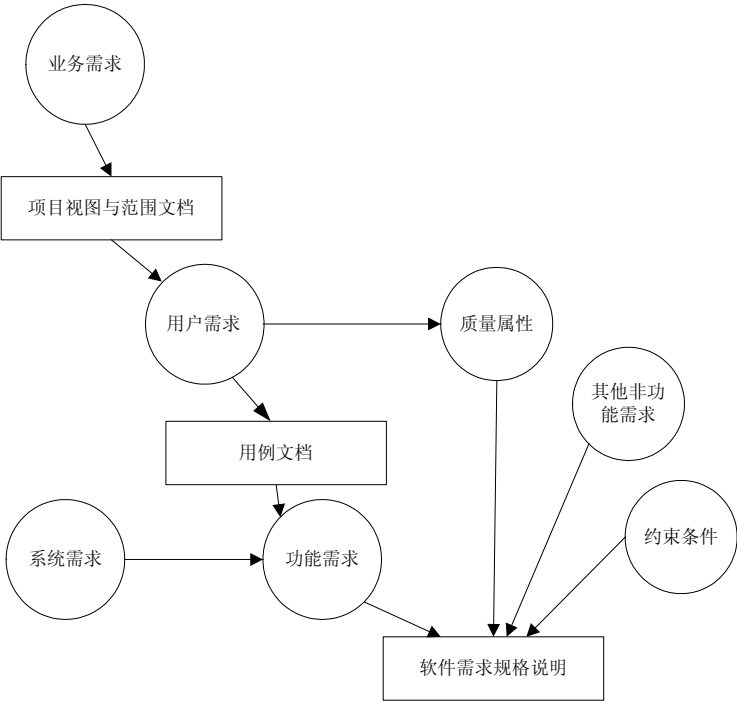 业务需求
项目视图与范围文档
用户需求
质量属性
其他非功
能需求
用例文档
系统需求
功能需求
约束条件
软件需求规格说明